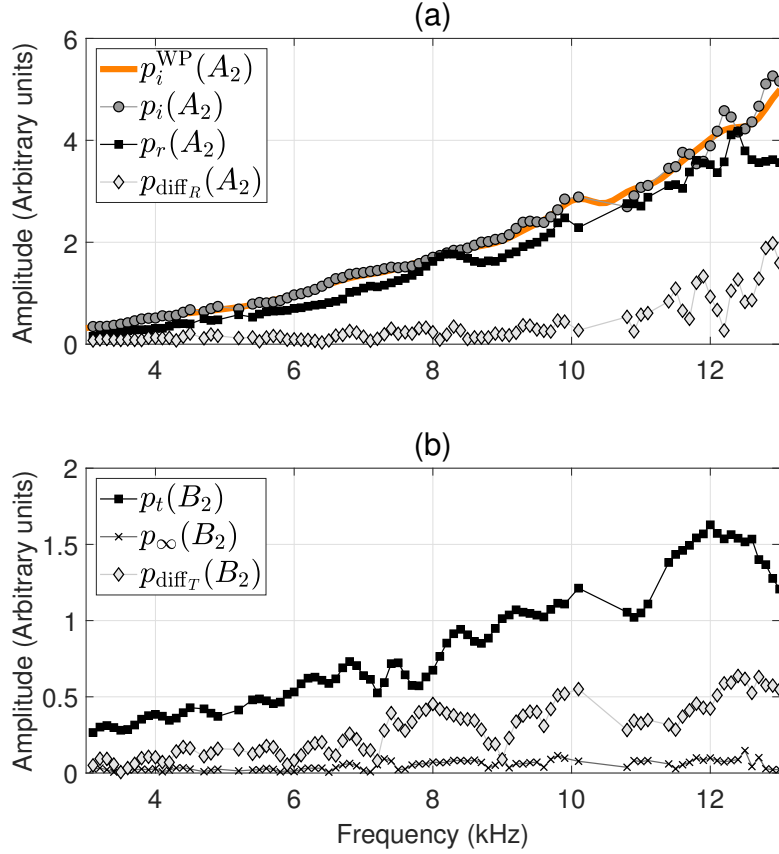 (a)
Amplitude (Arbitrary units)
6
4
2
0
p_i^WP(A_2)
p_i(A_2)
p_r(A_2)
p_diff_R(A_2)
4 6 8 10 12
(b)
Amplitude (Arbitrary units)
2
1.5
1
0.5
0
p_t(B_2)
p_∞(B_2)
p_diff_T(B_2)
4 6 8 10 12
Frequency (kHz)